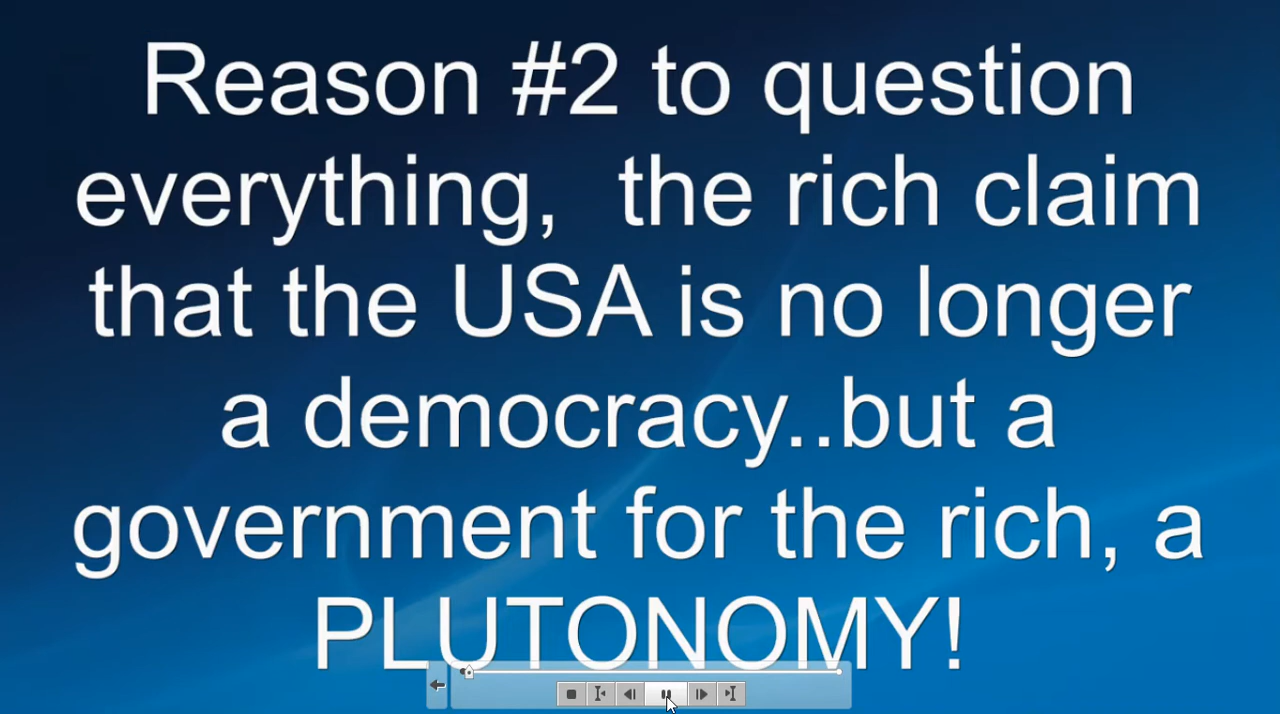 Reason #2 to question
everything,  the rich claim
that the USA is no longer
a democracy..but a
government for the rich, a
PLUTONOMY!